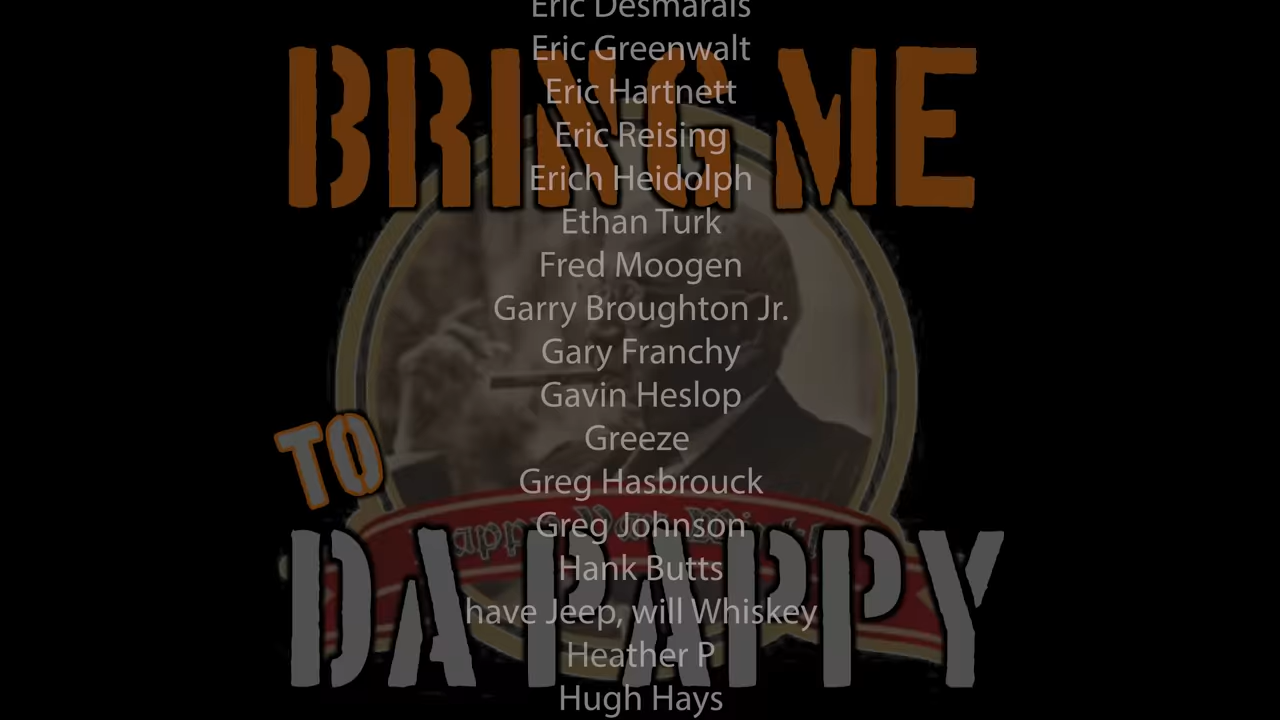 Eric Desmarais
Eric Greenwalt
BRING ME
Eric Hartnett
Eric Reising
Erich Heidolph
Ethan Turk
Fred Moogen
Garry Broughton Jr.
Gary Franchy
Gavin Heslop
TO
Greeze
Greg Hasbrouck
Greg Johnson
Hank Butts
DA PAPPY
have Jeep, will Whiskey
Heather P
Hugh Hays